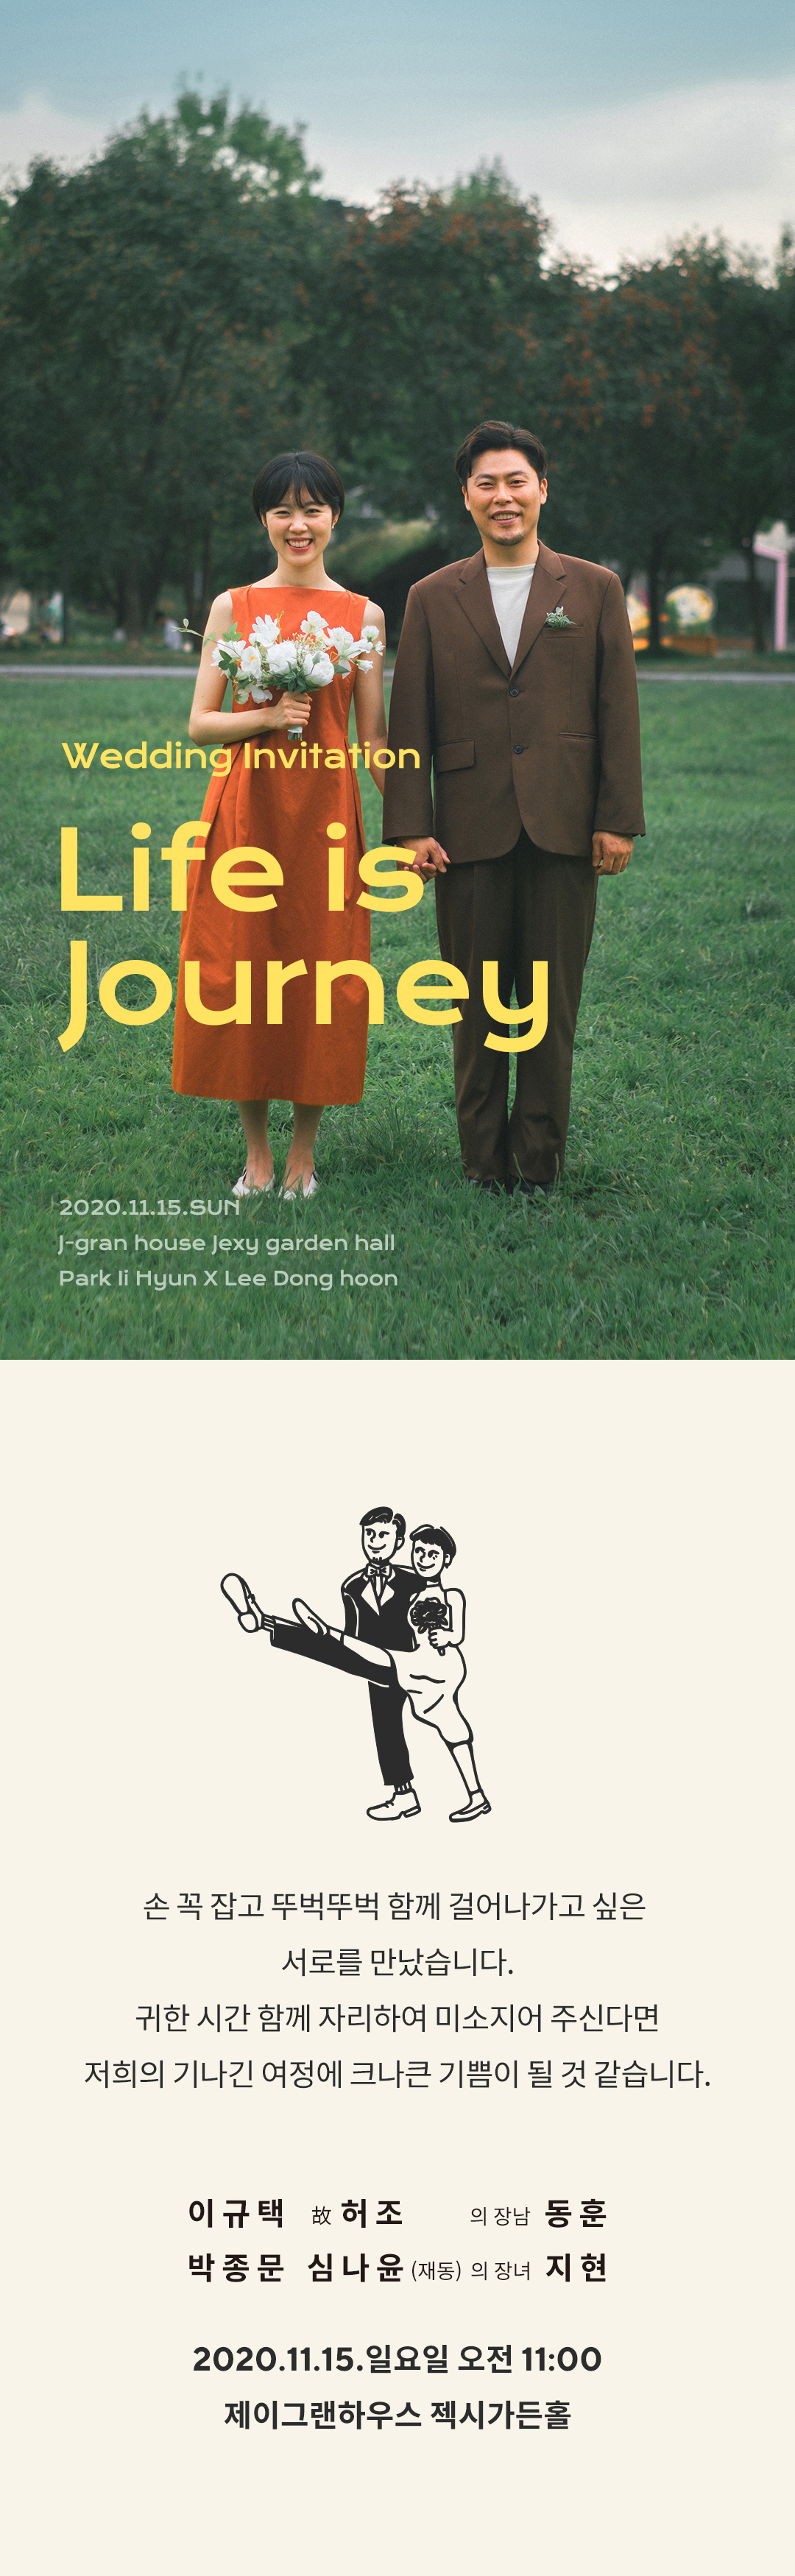 Wedding Invitation
Life is
Journey
2020.11.15.SUN
J-gran house Jexy garden hall
Park Ii Hyun X Lee Dong hoon
손 꼭 잡고 뚜벅뚜벅 함께 걸어나가고 싶은
서로를 만났습니다.
귀한 시간 함께 자리하여 미소지어 주신다면
저희의 기나긴 여정에 크나큰 기쁨이 될 것 같습니다.
이규택 故 허조 의 장남 동훈
박종문 심나윤 (재동) 의 장녀 지현
2020.11.15.일요일 오전 11:00
제이그랜하우스 젝시가든홀